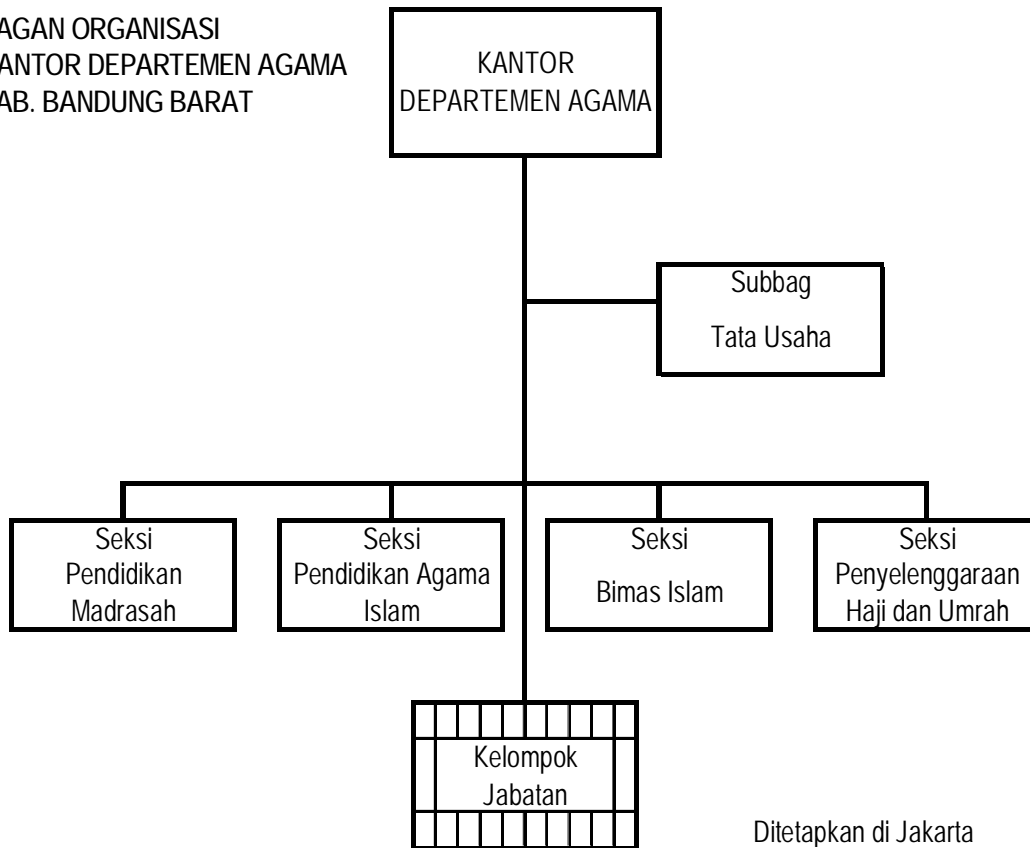 AGAN ORGANISASI
ANTOR DEPARTEMEN AGAMA
AB. BANDUNG BARAT
KANTOR
DEPARTEMEN AGAMA
Subbag
Tata Usaha
Seksi
Pendidikan
Madrasah
Seksi
Pendidikan Agama
Islam
Seksi
Bimas Islam
Seksi
Penyelenggaraan
Haji dan Umrah
Kelompok
Jabatan
Ditetapkan di Jakarta